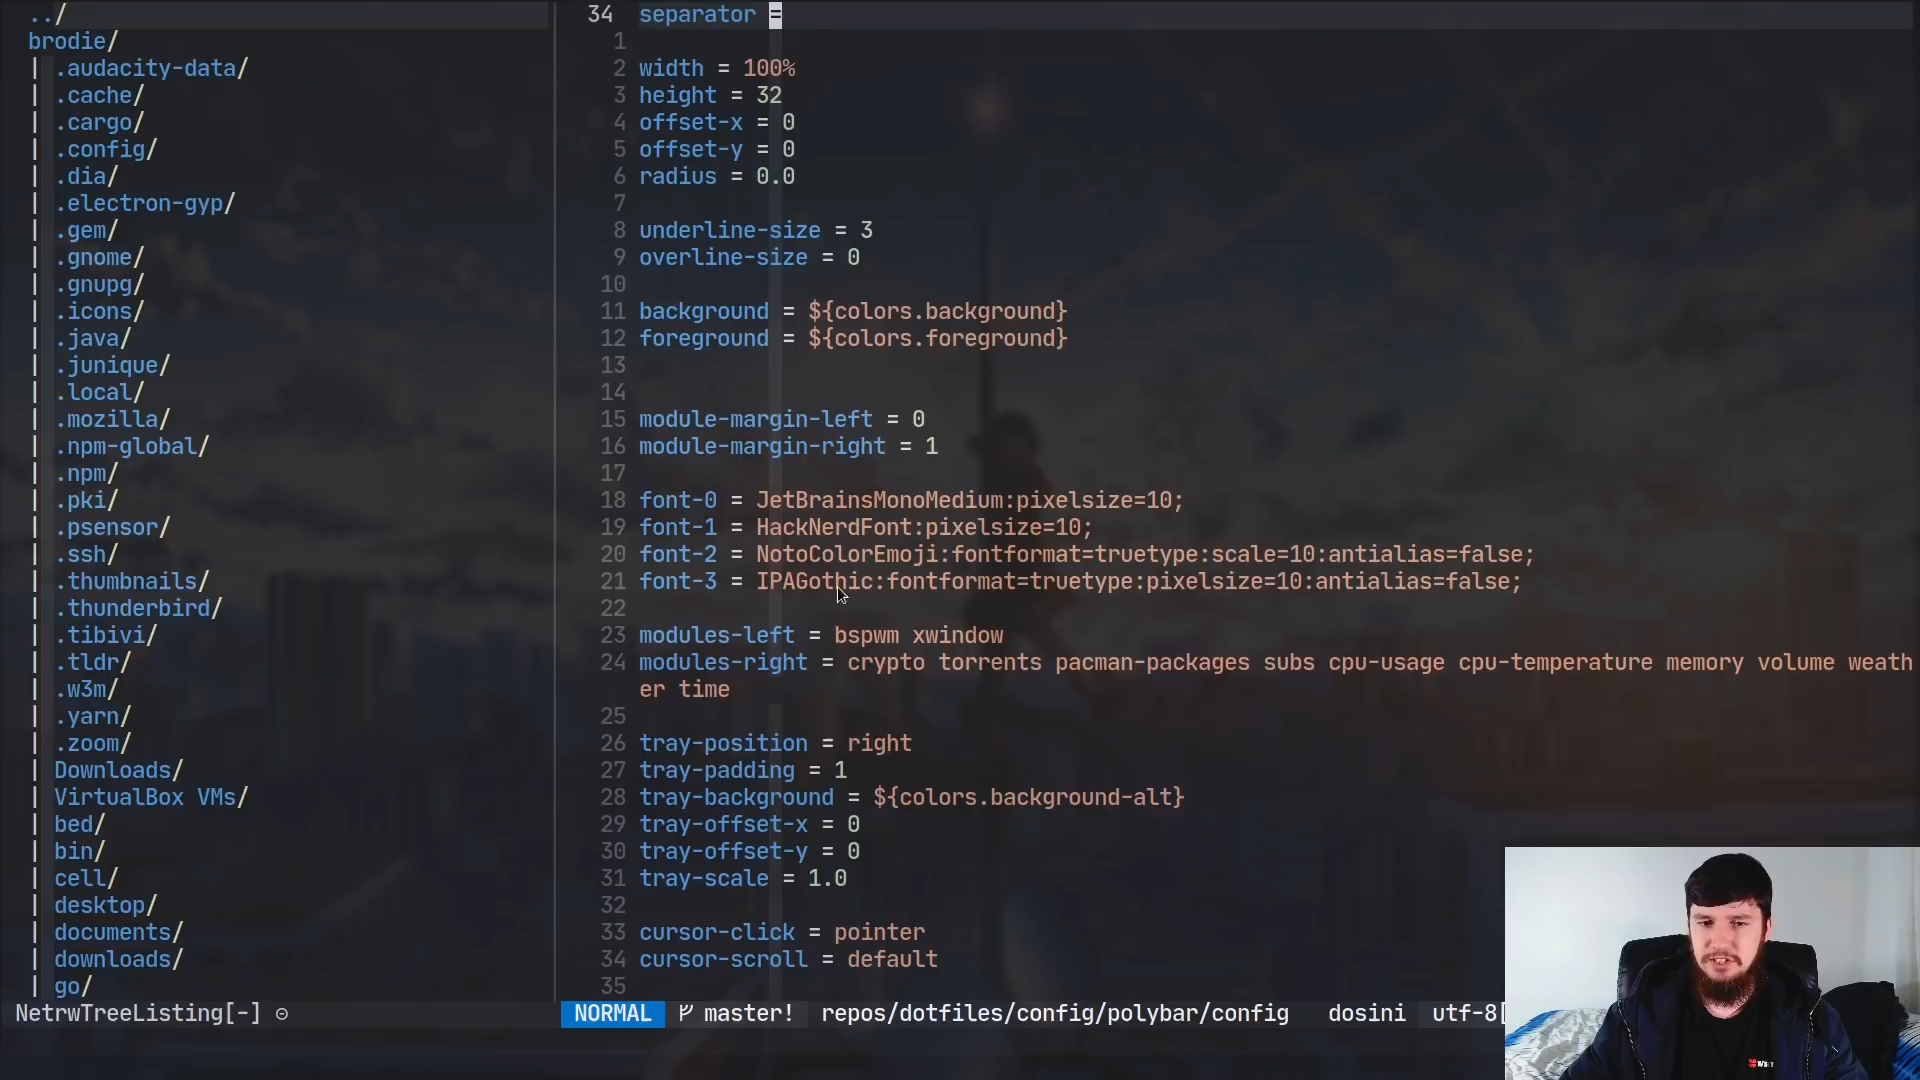 ../
brodie/
| .audacity-data/
| .cache/
| .cargo/
| .config/
| .dia/
| .electron-gyp/
| .gem/
| .gnome/
| .gnupg/
| .icons/
| .java/
| .junique/
| .local/
| .mozilla/
| .npm-global/
| .npm/
| .pki/
| .psensor/
| .ssh/
| .thumbnails/
| .thunderbird/
| .tibivi/
| .tldr/
| .w3m/
| .yarn/
| .zoom/
| Downloads/
| VirtualBox VMs/
| bed/
| bin/
| cell/
| desktop/
| documents/
| downloads/
| go/
NetrwTreeListing[-]
34 separator =
1
2 width = 100%
3 height = 32
4 offset-x = 0
5 offset-y = 0
6 radius = 0.0
7
8 underline-size = 3
9 overline-size = 0
10
11 background = ${colors.background}
12 foreground = ${colors.foreground}
13
14
15 module-margin-left = 0
16 module-margin-right = 1
17
18 font-0 = JetBrainsMonoMedium:pixelsize=10;
19 font-1 = HackNerdFont:pixelsize=10;
20 font-2 = NotoColorEmoji:fontformat=truetype:scale=10:antialias=false;
21 font-3 = IPAGothic:fontformat=truetype:pixelsize=10:antialias=false;
22
23 modules-left = bspwm xwindow
24 modules-right = crypto torrents pacman-packages subs cpu-usage cpu-temperature memory volume weath
er time
25
26 tray-position = right
27 tray-padding = 1
28 tray-background = ${colors.background-alt}
29 tray-offset-x = 0
30 tray-offset-y = 0
31 tray-scale = 1.0
32
33 cursor-click = pointer
34 cursor-scroll = default
35
NORMAL master! repos/dotfiles/config/polybar/config dosini utf-8[